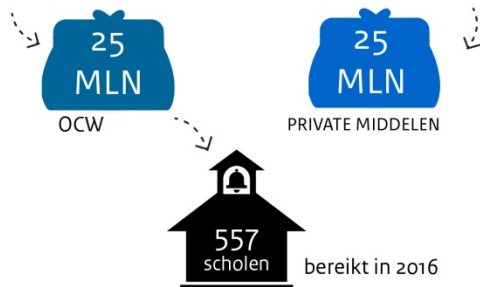 25
MLN
OCW
25
MLN
PRIVATE MIDDELEN
557
scholen
bereikt in 2016